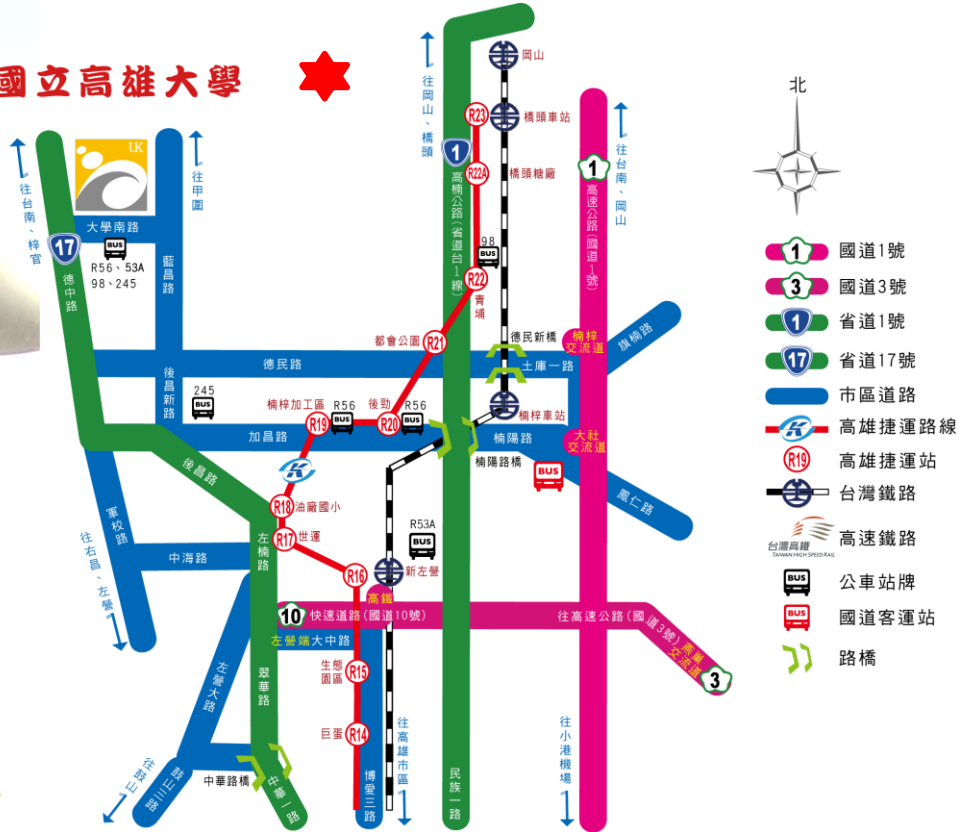 國立高雄大學
UK
往台南、梓官
往甲圍
17
德中路
大學南路
BUS
R56、53A
98、245
藍昌路
後昌新路
245
BUS
往岡山、橋頭
1
高楠公路(省道台1線)
岡山
R23
橋頭車站
R22A
橋頭糖廠
98
BUS
R22
青埔
都會公園
R21
德民路
德民新橋
土庫一路
楠梓交流道
旗楠路
1
高速公路(國道1號)
往台南、岡山
楠梓加工區
R19
R56
BUS
後勁
R20
R56
BUS
楠梓車站
加昌路
楠陽路
楠陽路橋
大社交流道
BUS
鳳仁路
後昌路
K
R18
油廠國小
R17
世運
左楠路
軍校路
往右昌、左營
中海路
R53A
BUS
R16
新左營
高鐵
10
快速道路(國道10號)
往高速公路(國道3號)
燕巢交流道
3
左營端大中路
生態園區
R15
左營大路
翠華路
巨蛋
R14
往高雄市區
往小港機場
中華路橋
往鼓山
鼓山三路
中華一路
博愛三路
民族一路
北
1
國道1號
3
國道3號
1
省道1號
17
省道17號
市區道路
K
高雄捷運路線
R19
高雄捷運站
台灣鐵路
台灣高鐵
TAIWAN HIGH SPEED RAIL
高速鐵路
BUS
公車站牌
BUS
國道客運站
路橋